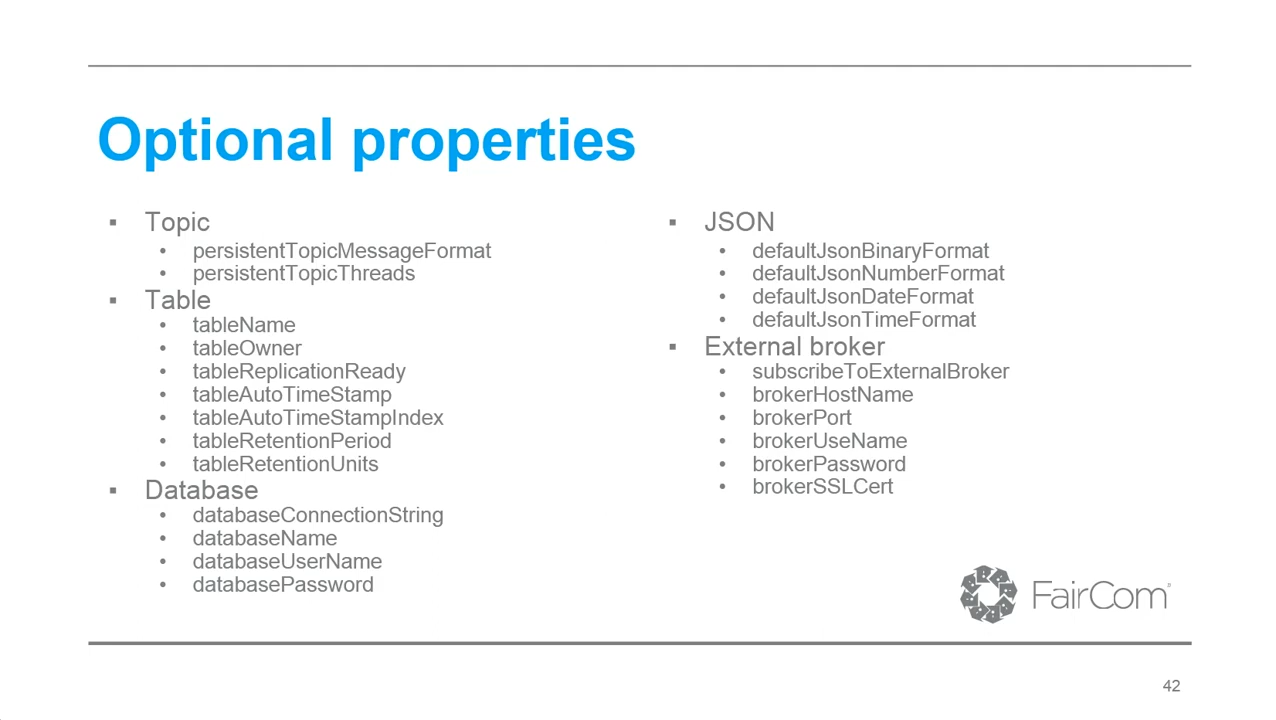 Optional properties
Topic
persistentTopicMessageFormat
persistentTopicThreads
Table
tableName
tableOwner
tableReplicationReady
tableAutoTimeStamp
tableAutoTimeStampIndex
tableRetentionPeriod
tableRetentionUnits
Database
databaseConnectionString
databaseName
databaseUserName
databasePassword
JSON
defaultJsonBinaryFormat
defaultJsonNumberFormat
defaultJsonDateFormat
defaultJsonTimeFormat
External broker
subscribeToExternalBroker
brokerHostName
brokerPort
brokerUseName
brokerPassword
brokerSSLCert
FairCom
42